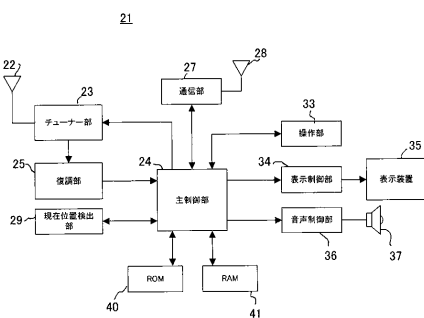 21
22
23
チューナー部
25
復調部
29
現在位置検出
部
27
通信部
28
24
主制御部
33
操作部
34
表示制御部
35
表示装置
音声制御部
36
37
ROM
40
RAM
41